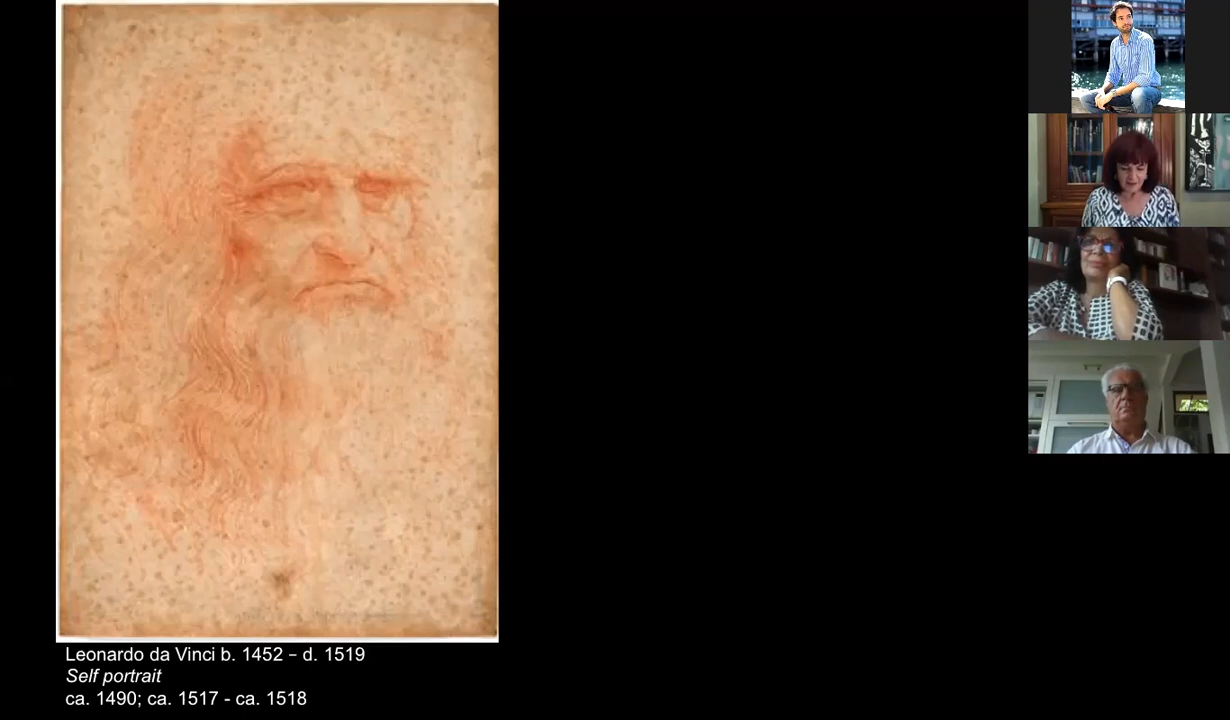 Leonardo da Vinci b. 1452 – d. 1519
Self portrait
ca. 1490; ca. 1517 - ca. 1518